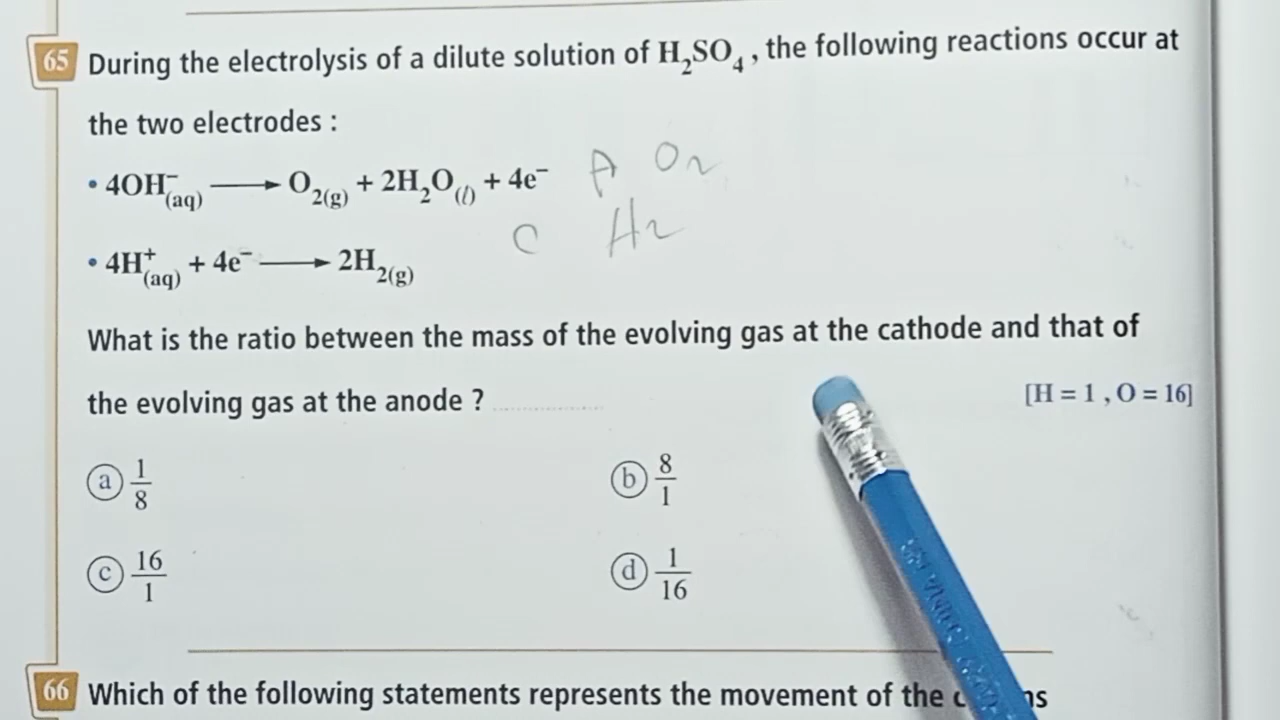 65 During the electrolysis of a dilute solution of H₂SO₄, the following reactions occur at
the two electrodes :
• 4OH⁻(aq) ⟶ O₂(g) + 2H₂O(l) + 4e⁻ A O₂
C H₂
• 4H⁺(aq) + 4e⁻ ⟶ 2H₂(g)
What is the ratio between the mass of the evolving gas at the cathode and that of
the evolving gas at the anode ? ....................
[H = 1 , O = 16]
ⓐ 1/8 ⓑ 8/1
ⓒ 16/1 ⓓ 1/16
66 Which of the following statements represents the movement of the